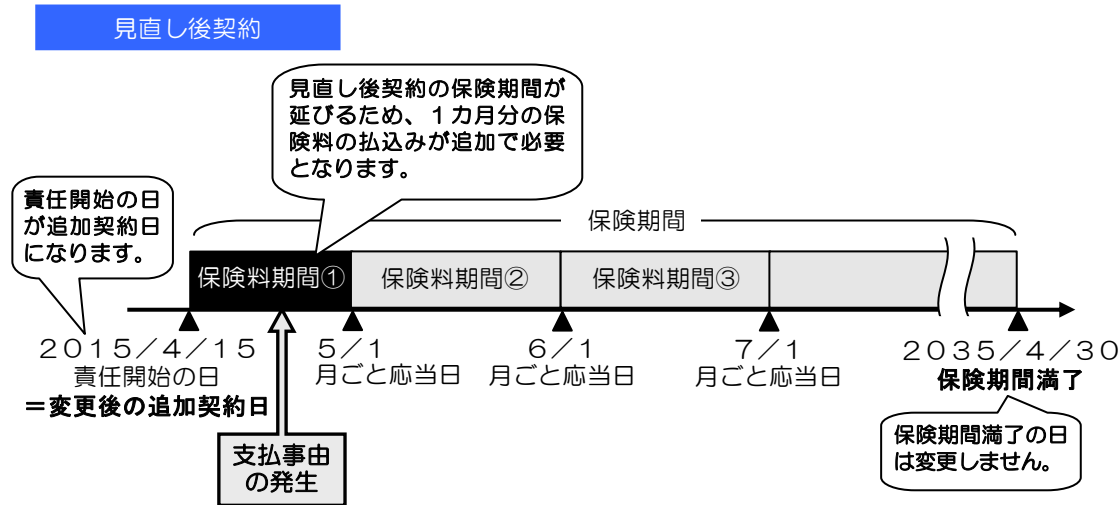 見直し後契約
見直し後契約の保険期間が
延びるため、１カ月分の保
険料の払込みが追加で必要
となります。
責任開始の日
が追加契約日
になります。
保険期間
保険料期間①
保険料期間②
保険料期間③
２０１５／４／１５
責任開始の日
＝変更後の追加契約日
５／１
月ごと応当日
６／１
月ごと応当日
７／１
月ごと応当日
２０３５／４／３０
保険期間満了
支払事由
の発生
保険期間満了の日
は変更しません。